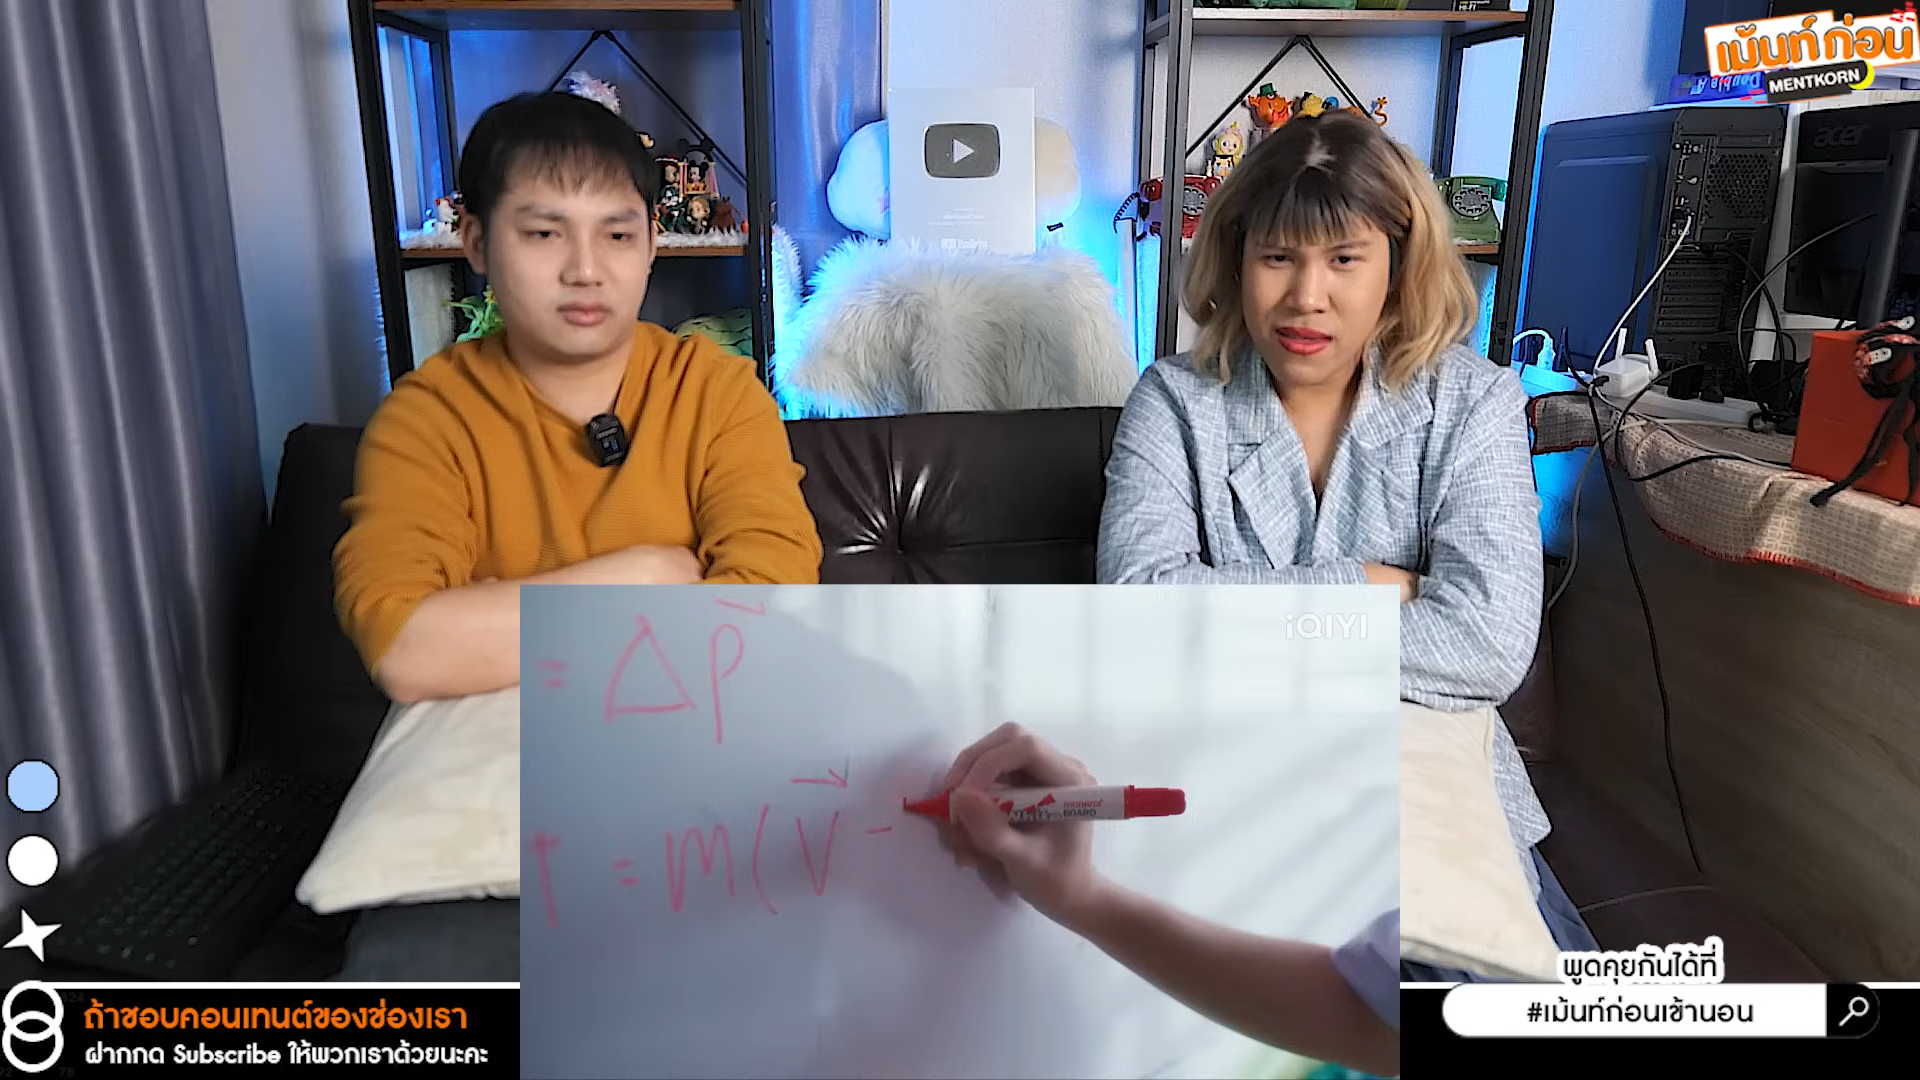 เม้นท์ก่อน
MENTKORN
Double A
acer
iQIYI
= Δp⃗
t = m(v⃗ -
BOARD
พูดคุยกันได้ที่
#เม้นท์ก่อนเข้านอน
ถ้าชอบคอนเทนต์ของช่องเรา
ฝากกด Subscribe ให้พวกเราด้วยนะคะ